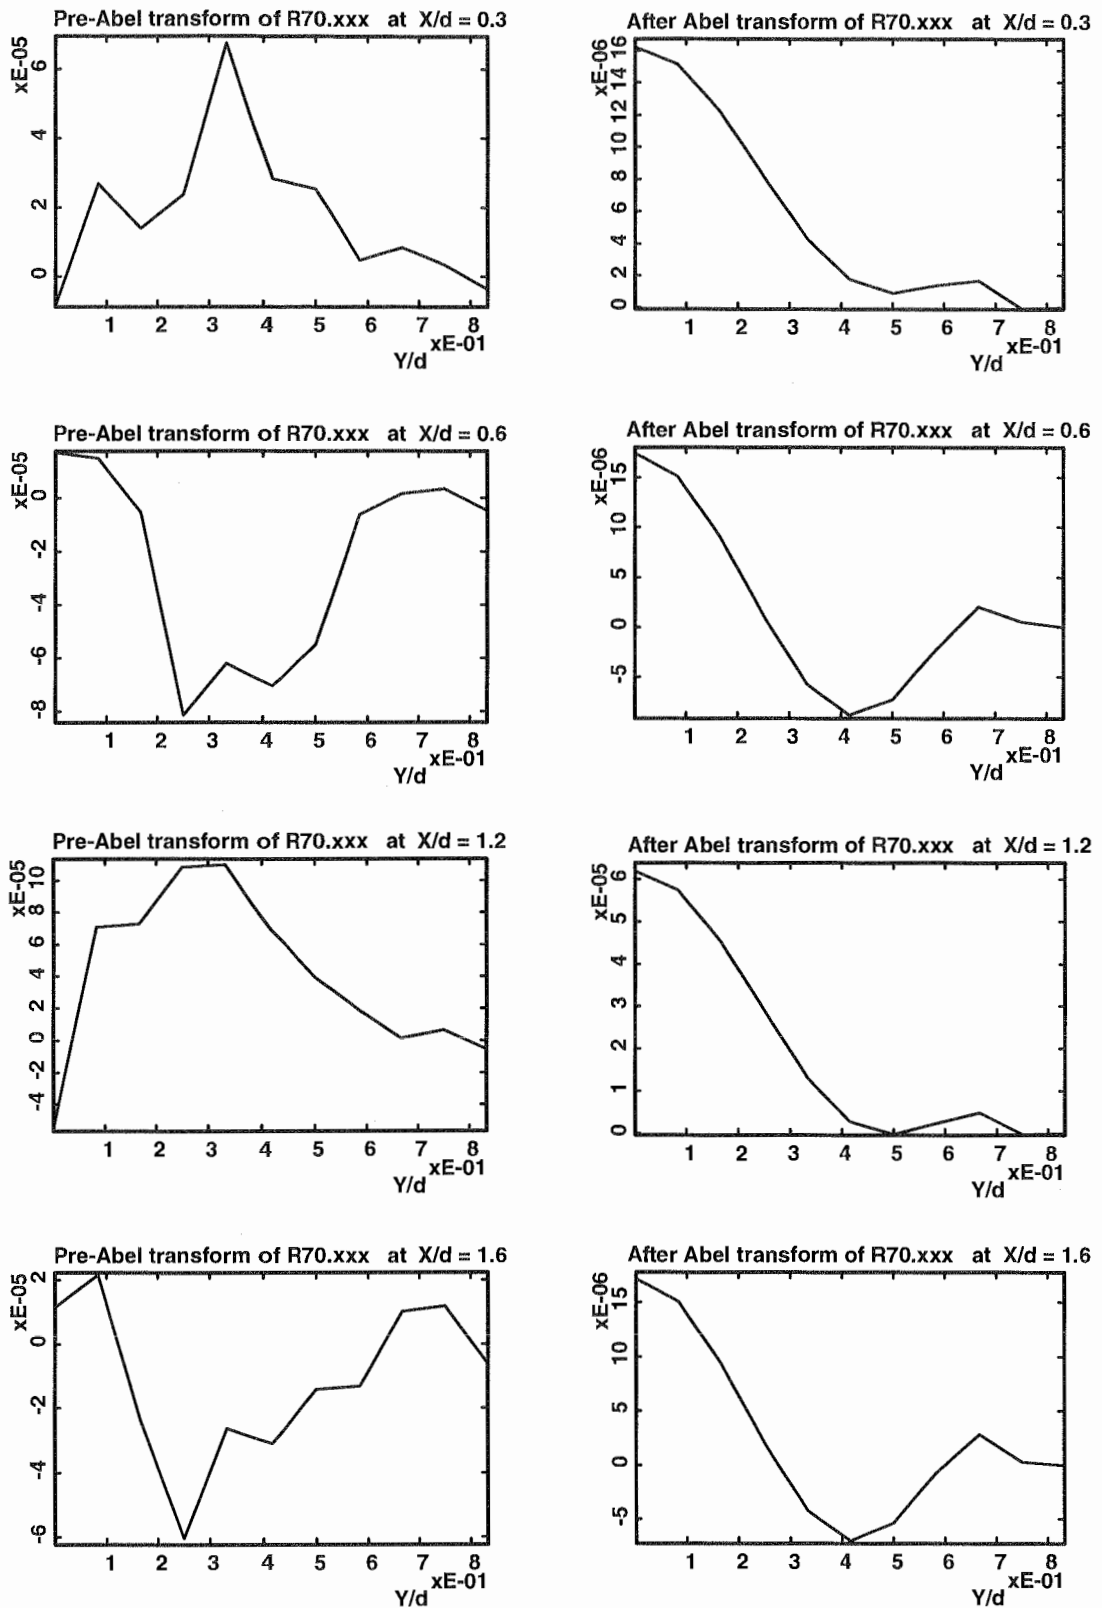 Pre-Abel transform of R70.xxx at X/d = 0.3
xE-05
6
4
2
0
1 2 3 4 5 6 7 8
xE-01
Y/d
After Abel transform of R70.xxx at X/d = 0.3
xE-06
16
14
12
10
8
6
4
2
0
1 2 3 4 5 6 7 8
xE-01
Y/d
Pre-Abel transform of R70.xxx at X/d = 0.6
xE-05
0
-2
-4
-6
-8
1 2 3 4 5 6 7 8
xE-01
Y/d
After Abel transform of R70.xxx at X/d = 0.6
xE-06
15
10
5
0
-5
1 2 3 4 5 6 7 8
xE-01
Y/d
Pre-Abel transform of R70.xxx at X/d = 1.2
xE-05
10
8
6
4
2
0
-2
-4
1 2 3 4 5 6 7 8
xE-01
Y/d
After Abel transform of R70.xxx at X/d = 1.2
xE-05
6
5
4
3
2
1
0
1 2 3 4 5 6 7 8
xE-01
Y/d
Pre-Abel transform of R70.xxx at X/d = 1.6
xE-05
2
0
-2
-4
-6
1 2 3 4 5 6 7 8
xE-01
Y/d
After Abel transform of R70.xxx at X/d = 1.6
xE-06
15
10
5
0
-5
1 2 3 4 5 6 7 8
xE-01
Y/d